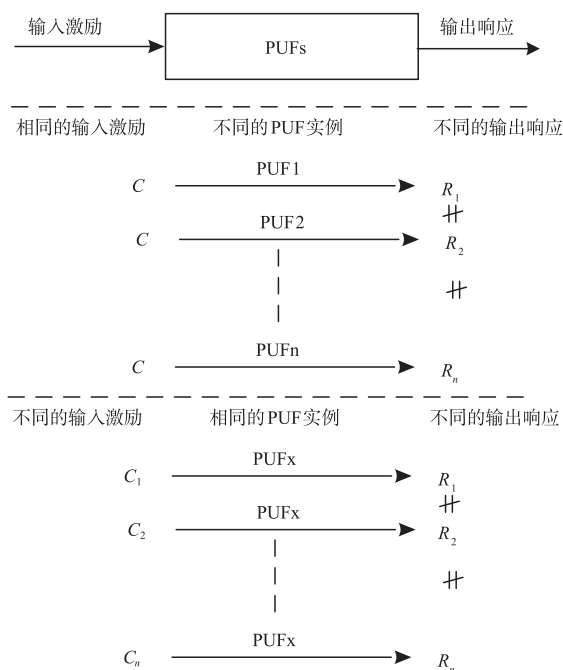 输入激励 PUFs 输出响应
相同的输入激励 不同的PUF实例 不同的输出响应
C PUF1 R1
≠
C PUF2 R2
≠
C PUFn Rn
不同的输入激励 相同的PUF实例 不同的输出响应
C1 PUFx R1
≠
C2 PUFx R2
≠
Cn PUFx Rn